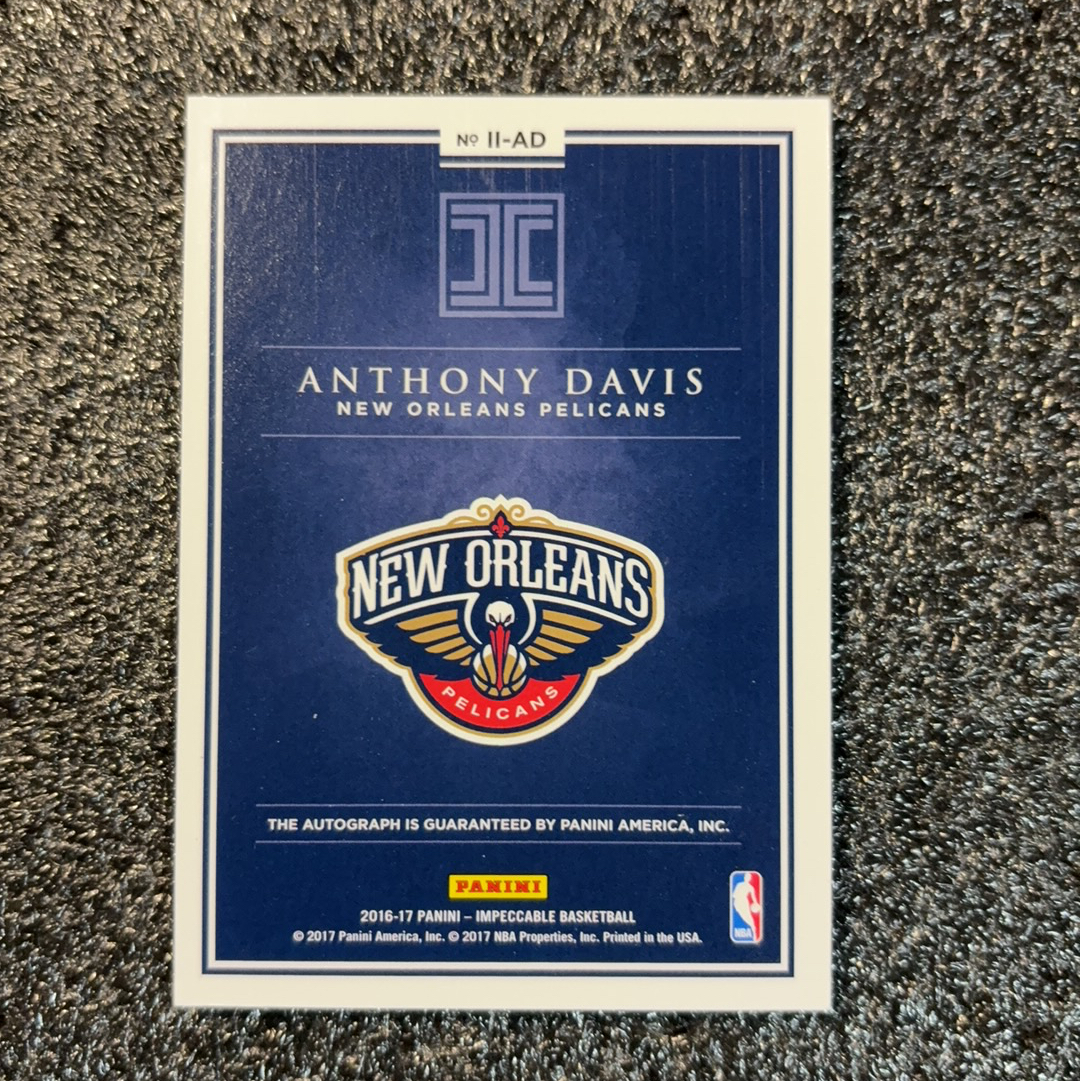 Nº II-AD
ANTHONY DAVIS
NEW ORLEANS PELICANS
NEW ORLEANS
PELICANS
THE AUTOGRAPH IS GUARANTEED BY PANINI AMERICA, INC.
PANINI
2016-17 PANINI – IMPECCABLE BASKETBALL
© 2017 Panini America, Inc. © 2017 NBA Properties, Inc. Printed in the USA.
NBA